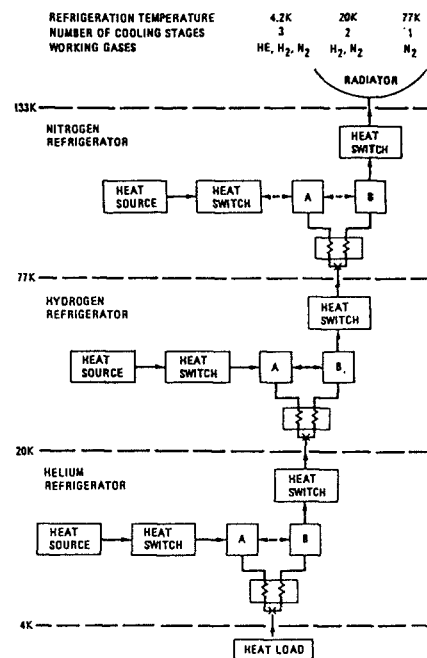 REFRIGERATION TEMPERATURE 4.2K 20K 77K
NUMBER OF COOLING STAGES 3 2 1
WORKING GASES HE, H2, N2 H2, N2 N2
RADIATOR
133K
NITROGEN REFRIGERATOR
HEAT SWITCH
HEAT SOURCE
HEAT SWITCH
A
B
77K
HYDROGEN REFRIGERATOR
HEAT SWITCH
HEAT SOURCE
HEAT SWITCH
A
B
20K
HELIUM REFRIGERATOR
HEAT SWITCH
HEAT SOURCE
HEAT SWITCH
A
B
4K
HEAT LOAD